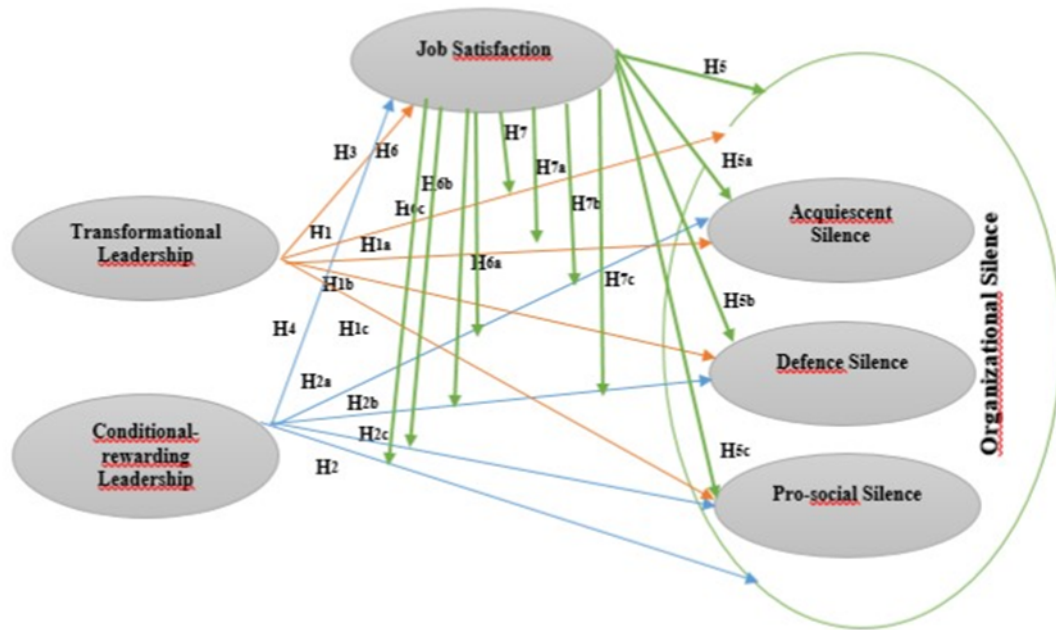 Job Satisfaction
H5
H7
H3
H6
H7a
H5a
H6b
H7b
H6c
Transformational
Leadership
H1
H1a
Acquiescent
Silence
H6a
H7c
H1b
H5b
H4
H1c
Defence Silence
Organizational Silence
H2a
H2b
Conditional-
rewarding
Leadership
H2c
H2
H5c
Pro-social Silence